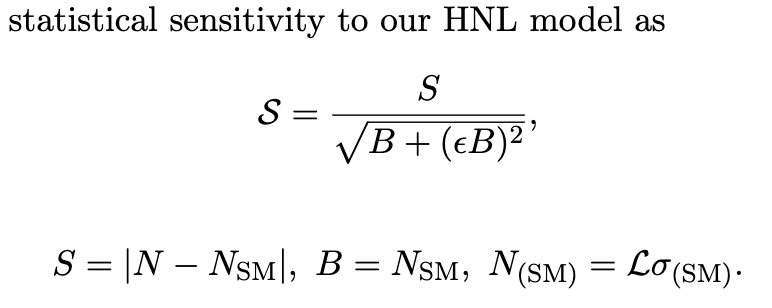 statistical sensitivity to our HNL model as
𝒮 = S / √(B + (ϵB)²),
S = |N − N_SM|, B = N_SM, N_(SM) = ℒσ_(SM).